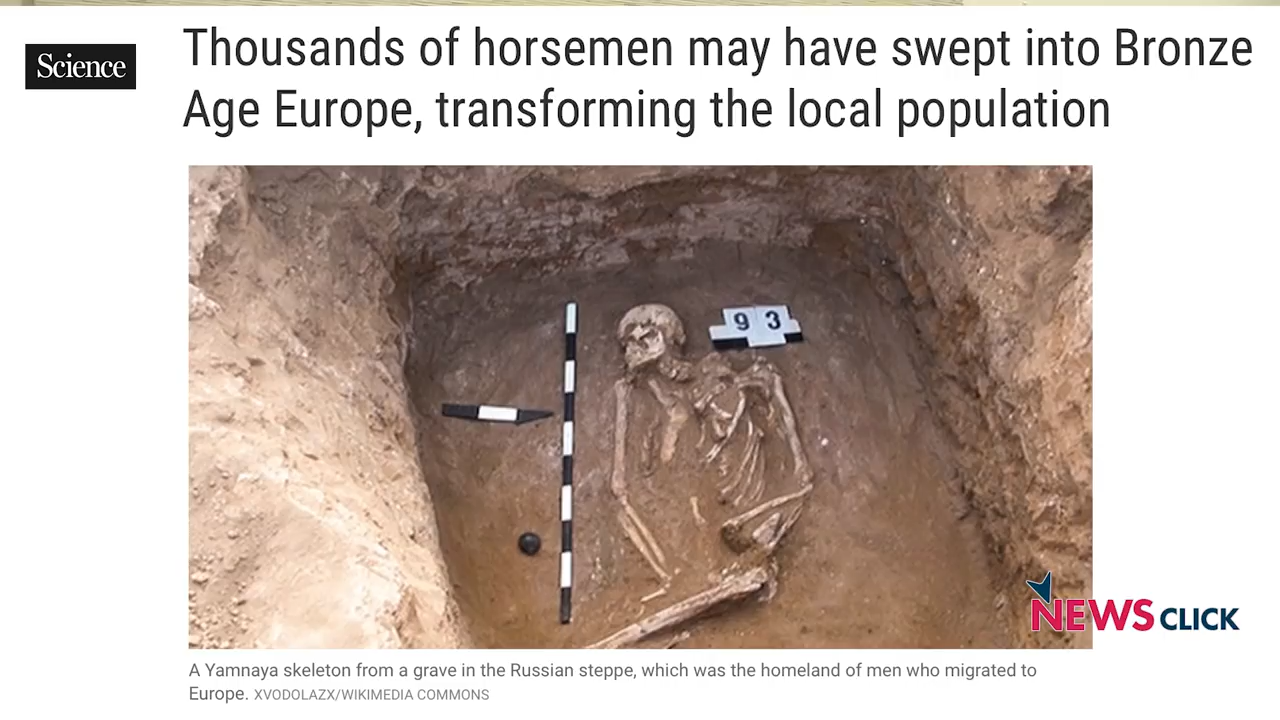 Science
Thousands of horsemen may have swept into Bronze
Age Europe, transforming the local population
9 3
NEWS CLICK
A Yamnaya skeleton from a grave in the Russian steppe, which was the homeland of men who migrated to
Europe. XVODOLAZX/WIKIMEDIA COMMONS